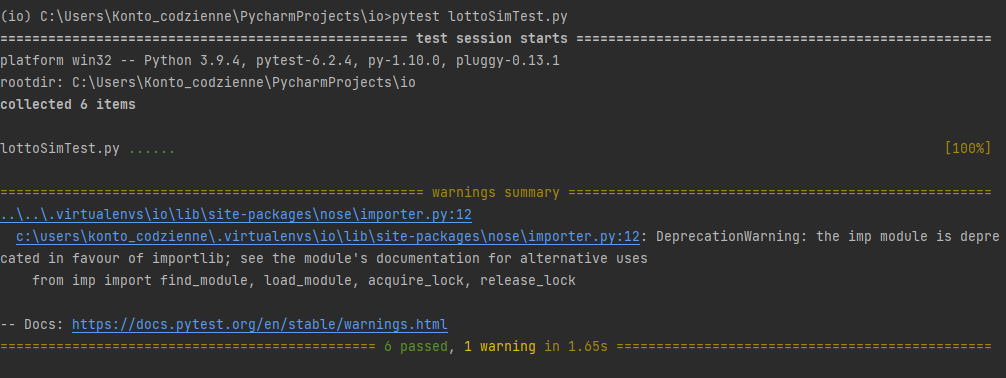 (io) C:\Users\Konto_codzienne\PycharmProjects\io>pytest lottoSimTest.py
================================================== test session starts ==================================================
platform win32 -- Python 3.9.4, pytest-6.2.4, py-1.10.0, pluggy-0.13.1
rootdir: C:\Users\Konto_codzienne\PycharmProjects\io
collected 6 items
lottoSimTest.py ...... [100%]
==================================================== warnings summary ====================================================
..\..\.virtualenvs\io\lib\site-packages\nose\importer.py:12
c:\users\konto_codzienne\.virtualenvs\io\lib\site-packages\nose\importer.py:12: DeprecationWarning: the imp module is depre
cated in favour of importlib; see the module's documentation for alternative uses
from imp import find_module, load_module, acquire_lock, release_lock
-- Docs: https://docs.pytest.org/en/stable/warnings.html
============================================== 6 passed, 1 warning in 1.65s ==============================================